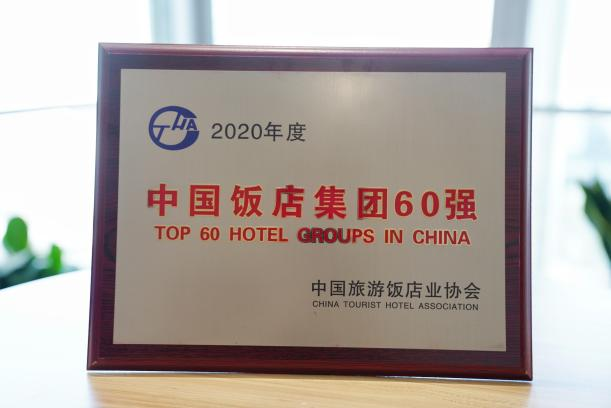 CTHA 2020年度
中国饭店集团60强
TOP 60 HOTEL GROUPS IN CHINA
中国旅游饭店业协会
CHINA TOURIST HOTEL ASSOCIATION